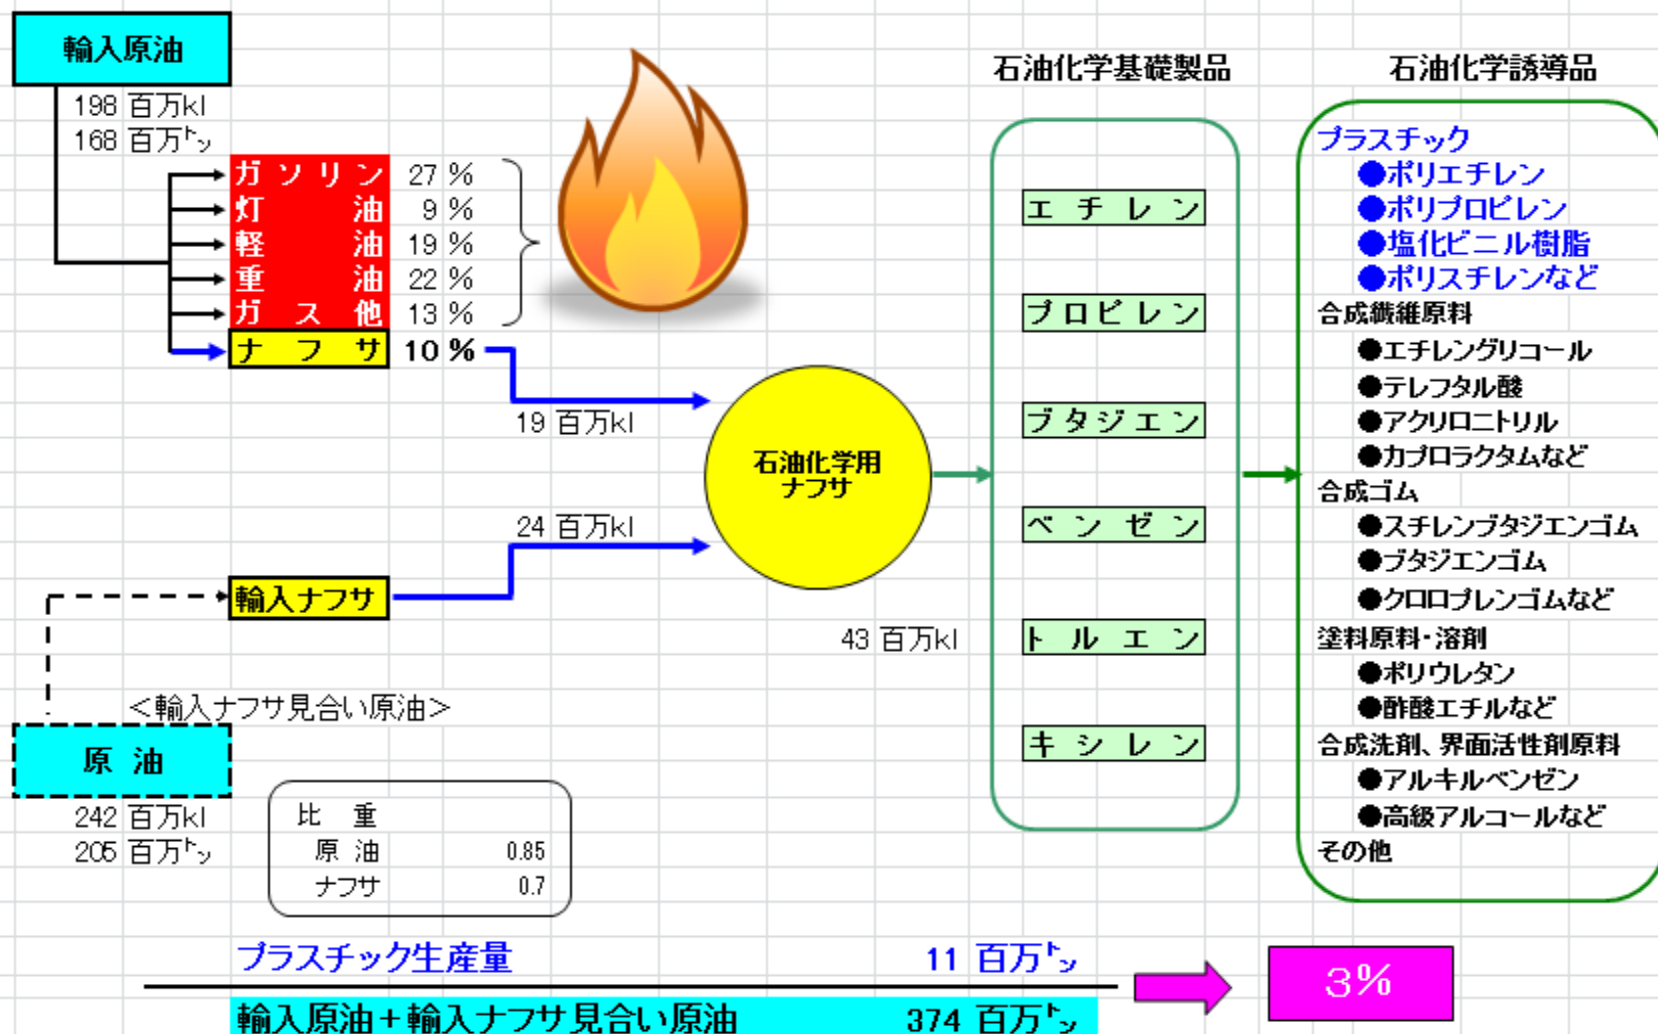 輸入原油
198 百万kl
168 百万㌧
ガソリン 27 %
灯油 9 %
軽油 19 %
重油 22 %
ガス他 13 %
ナフサ 10 %
19 百万kl
24 百万kl
輸入ナフサ
石油化学用
ナフサ
43 百万kl
<輸入ナフサ見合い原油>
原油
242 百万kl
205 百万㌧
比重
原油 0.85
ナフサ 0.7
石油化学基礎製品
エチレン
プロピレン
ブタジエン
ベンゼン
トルエン
キシレン
石油化学誘導品
プラスチック
●ポリエチレン
●ポリプロピレン
●塩化ビニル樹脂
●ポリスチレンなど
合成繊維原料
●エチレングリコール
●テレフタル酸
●アクリロニトリル
●カプロラクタムなど
合成ゴム
●スチレンブタジエンゴム
●ブタジエンゴム
●クロロプレンゴムなど
塗料原料・溶剤
●ポリウレタン
●酢酸エチルなど
合成洗剤、界面活性剤原料
●アルキルベンゼン
●高級アルコールなど
その他
プラスチック生産量 11 百万㌧
輸入原油+輸入ナフサ見合い原油 374 百万㌧
3%